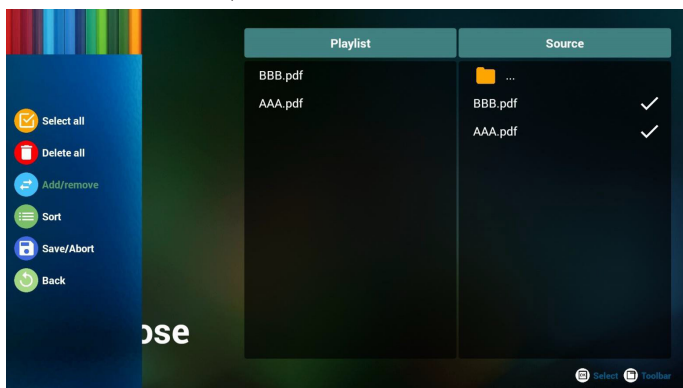 Playlist
Source
BBB.pdf
AAA.pdf
...
BBB.pdf
AAA.pdf
Select all
Delete all
Add/remove
Sort
Save/Abort
Back
ose
OK Select Toolbar